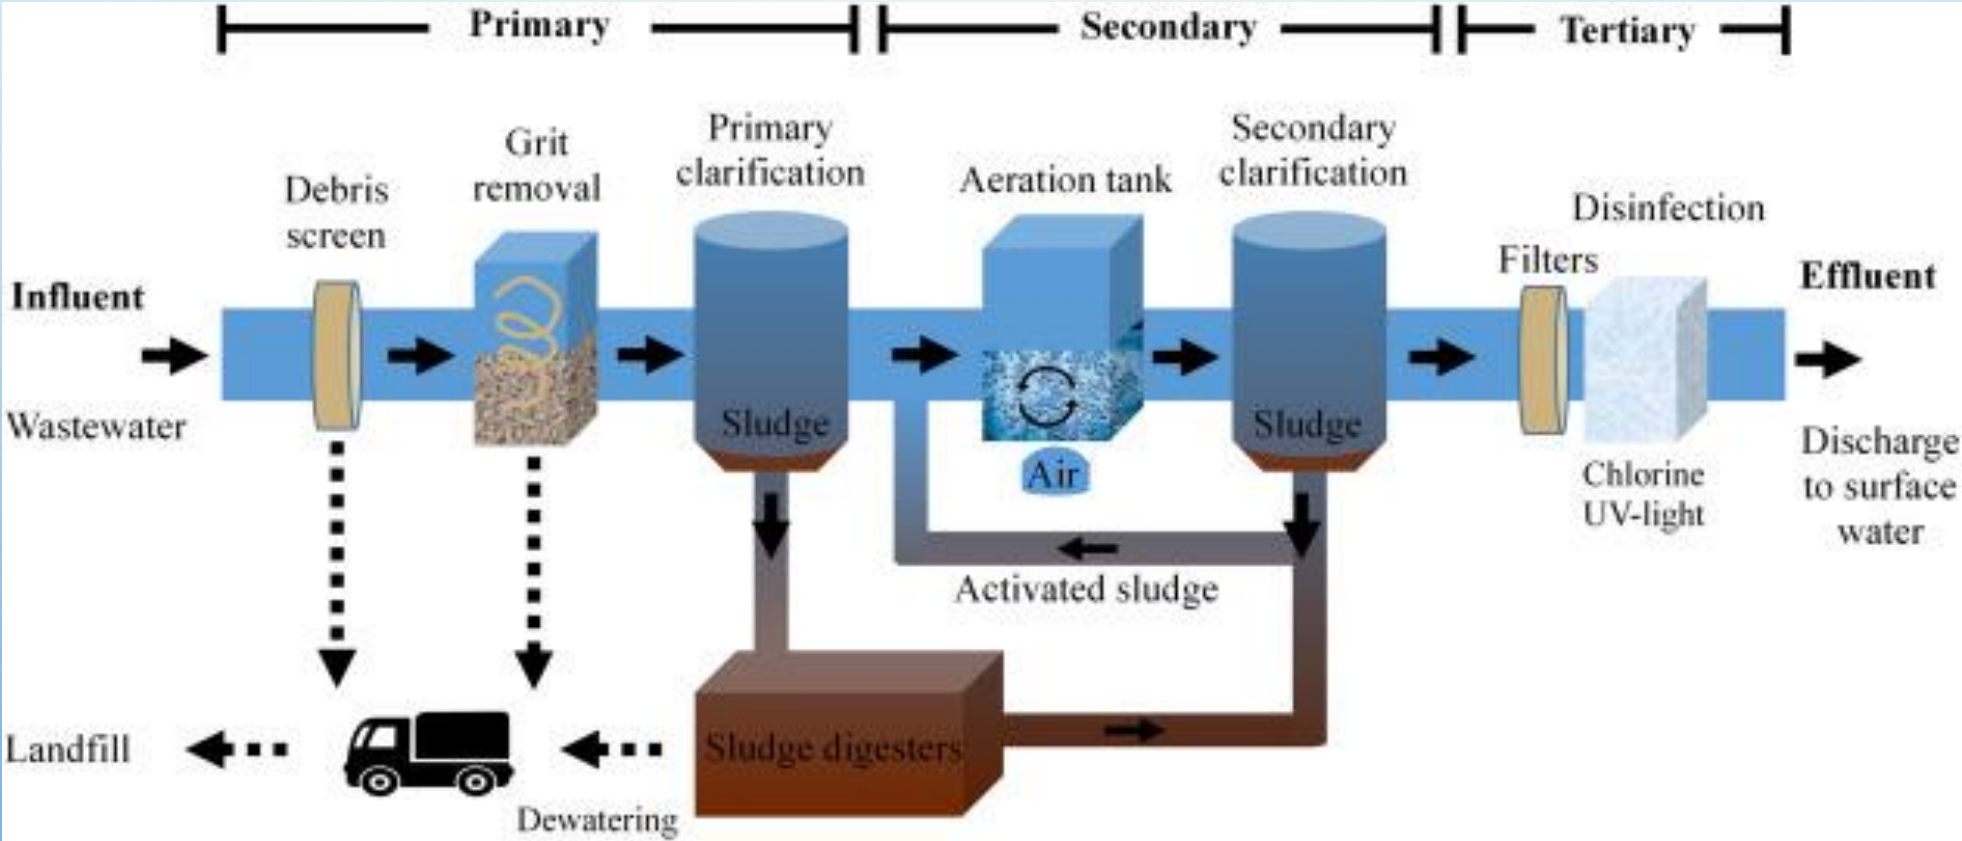 Primary
Secondary
Tertiary
Debris
screen
Grit
removal
Primary
clarification
Aeration tank
Secondary
clarification
Filters
Disinfection
Influent
Wastewater
Sludge
Air
Sludge
Chlorine
UV-light
Effluent
Discharge
to surface
water
Activated sludge
Landfill
Dewatering
Sludge digesters